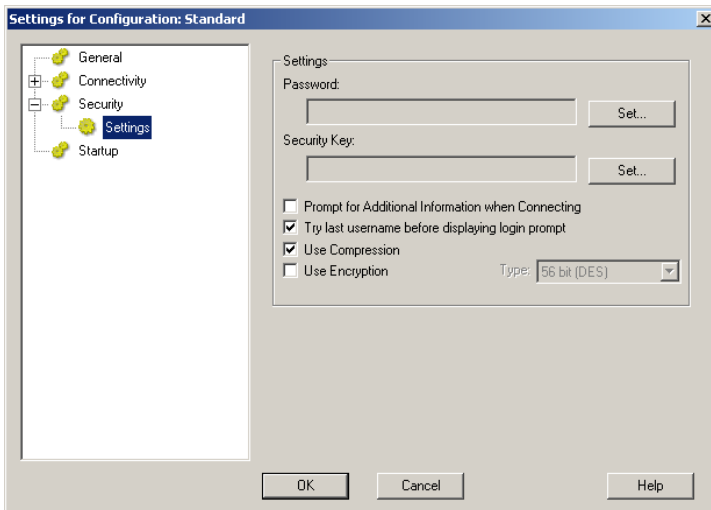 Settings for Configuration: Standard
General
Connectivity
Security
Settings
Startup
Settings
Password:
Set...
Security Key:
Set...
Prompt for Additional Information when Connecting
Try last username before displaying login prompt
Use Compression
Use Encryption Type: 56 bit (DES)
OK Cancel Help